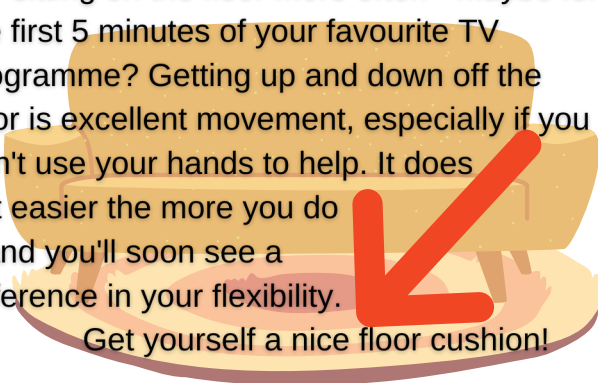 first 5 minutes of your favourite TV
ogramme? Getting up and down off the
or is excellent movement, especially if you
n't use your hands to help. It does
t easier the more you do
nd you'll soon see a
ference in your flexibility.
Get yourself a nice floor cushion!